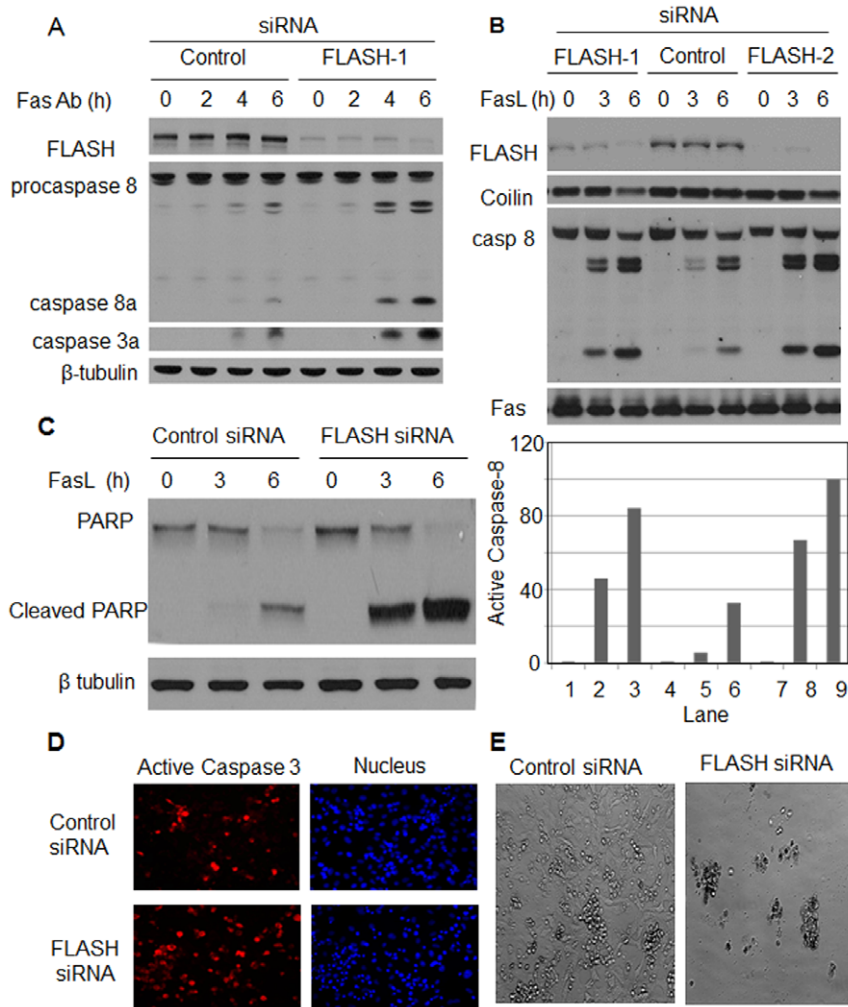 A
siRNA
Control FLASH-1
Fas Ab (h) 0 2 4 6 0 2 4 6
FLASH
procaspase 8
caspase 8a
caspase 3a
β-tubulin
B
siRNA
FLASH-1 Control FLASH-2
FasL (h) 0 3 6 0 3 6 0 3 6
FLASH
Coilin
casp 8
Fas
120
80
40
0
Active Caspase-8
1 2 3 4 5 6 7 8 9
Lane
C
Control siRNA FLASH siRNA
FasL (h) 0 3 6 0 3 6
PARP
Cleaved PARP
β tubulin
D
Active Caspase 3 Nucleus
Control
siRNA
FLASH
siRNA
E
Control siRNA FLASH siRNA